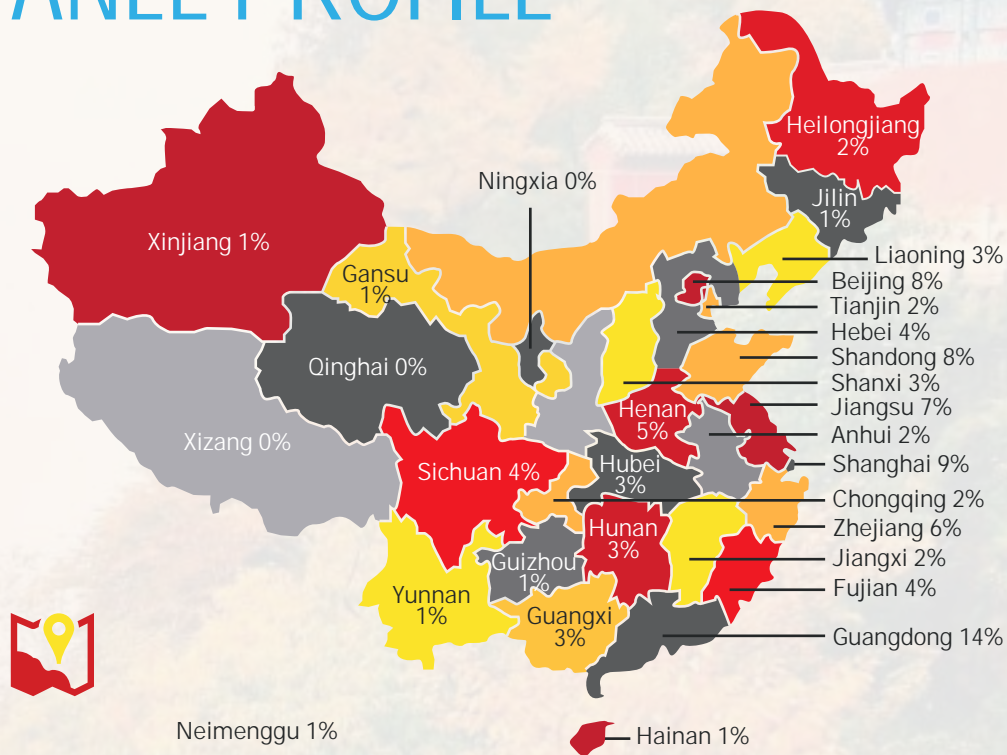 ANEL PROFILE
Heilongjiang
2%
Ningxia 0%
Jilin
1%
Xinjiang 1%
Gansu
1%
Liaoning 3%
Beijing 8%
Tianjin 2%
Hebei 4%
Qinghai 0%
Shandong 8%
Shanxi 3%
Henan
5%
Jiangsu 7%
Xizang 0%
Anhui 2%
Hubei
3%
Shanghai 9%
Sichuan 4%
Chongqing 2%
Hunan
3%
Zhejiang 6%
Guizhou
1%
Jiangxi 2%
Yunnan
1%
Fujian 4%
Guangxi
3%
Guangdong 14%
Neimenggu 1%
Hainan 1%